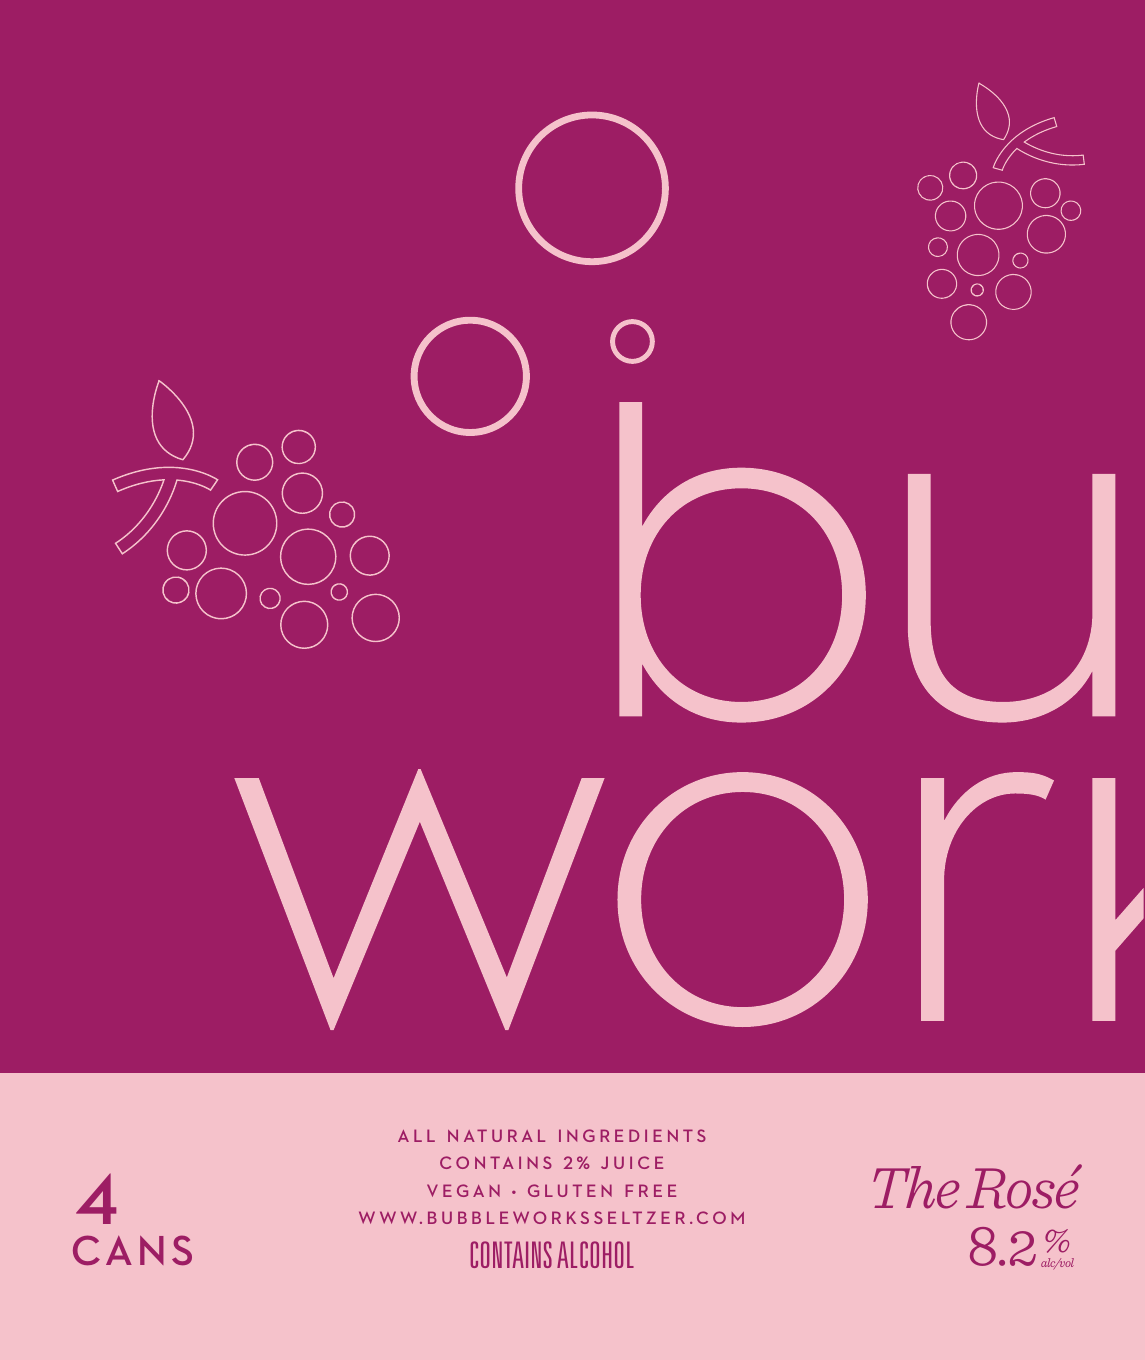 bu
work
ALL NATURAL INGREDIENTS
CONTAINS 2% JUICE
VEGAN • GLUTEN FREE
WWW.BUBBLEWORKSSELTZER.COM
CONTAINS ALCOHOL
4
CANS
The Rosé
8.2% alc/vol